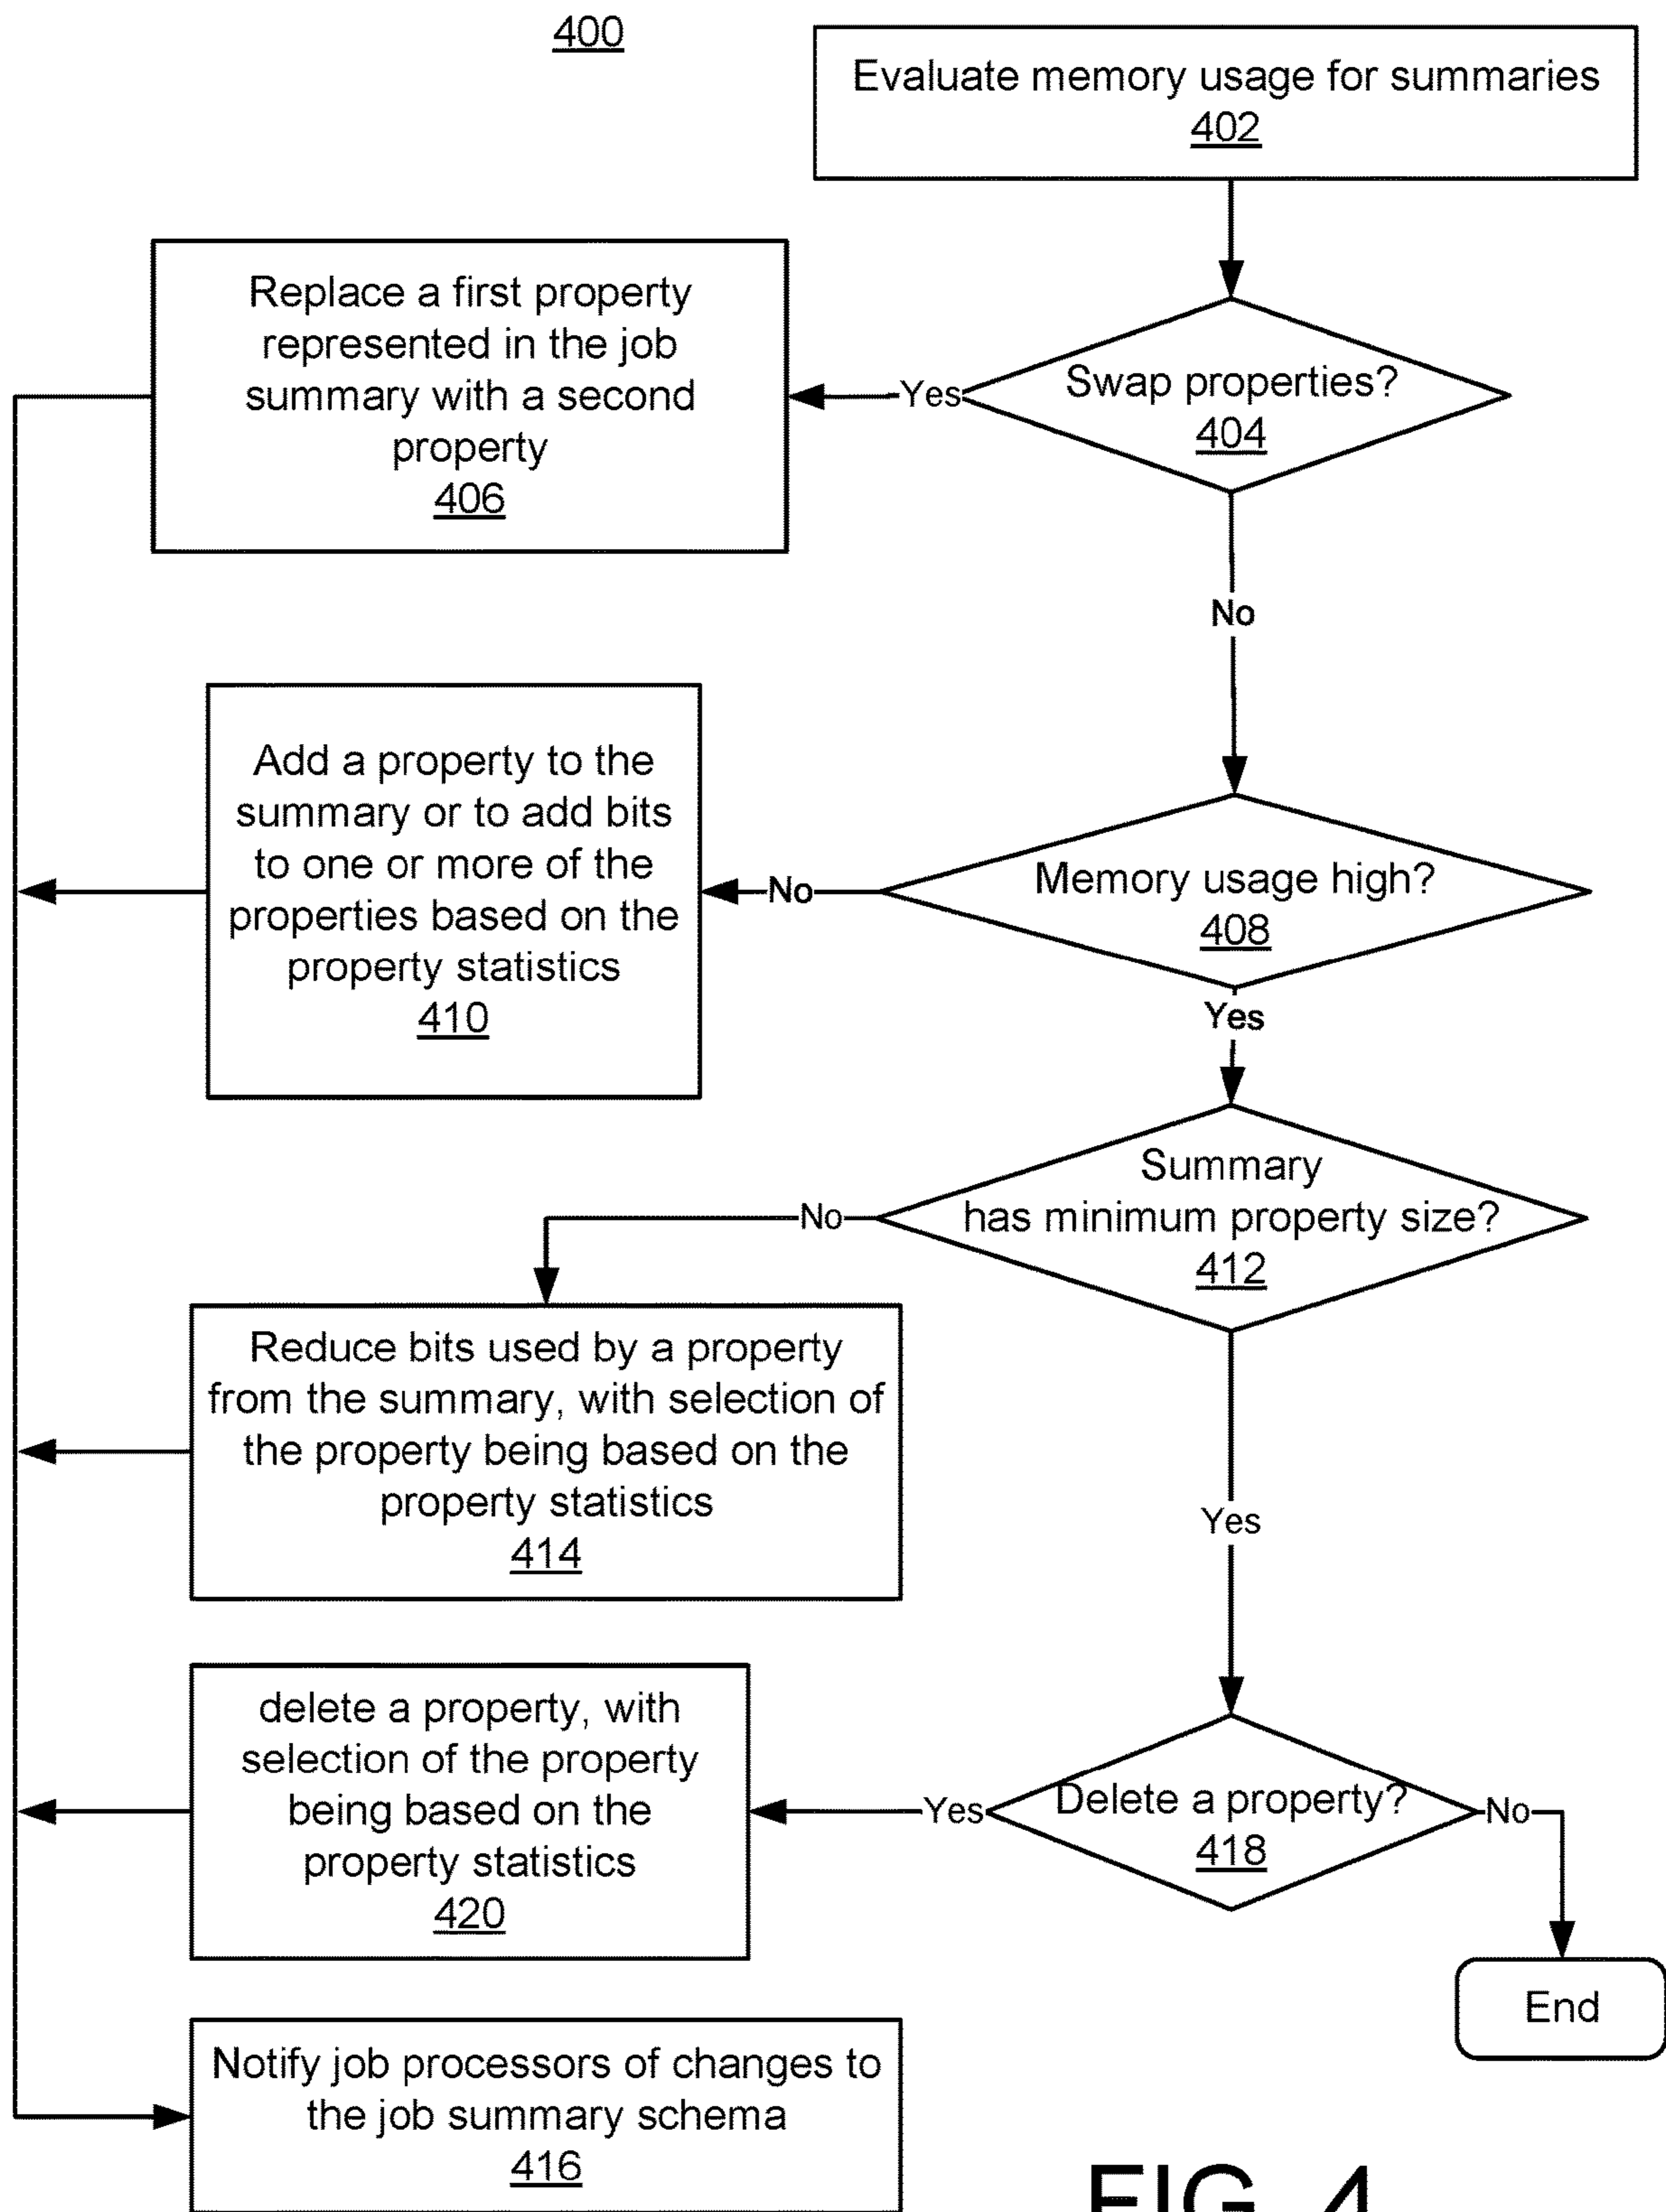 400
Evaluate memory usage for summaries
402
Replace a first property
represented in the job
summary with a second
property
406
Yes
Swap properties?
404
No
Add a property to the
summary or to add bits
to one or more of the
properties based on the
property statistics
410
No
Memory usage high?
408
Yes
Summary
has minimum property size?
412
No
Reduce bits used by a property
from the summary, with selection of
the property being based on the
property statistics
414
Yes
delete a property, with
selection of the property
being based on the
property statistics
420
Yes
Delete a property?
418
No
End
Notify job processors of changes to
the job summary schema
416
FIG. 4